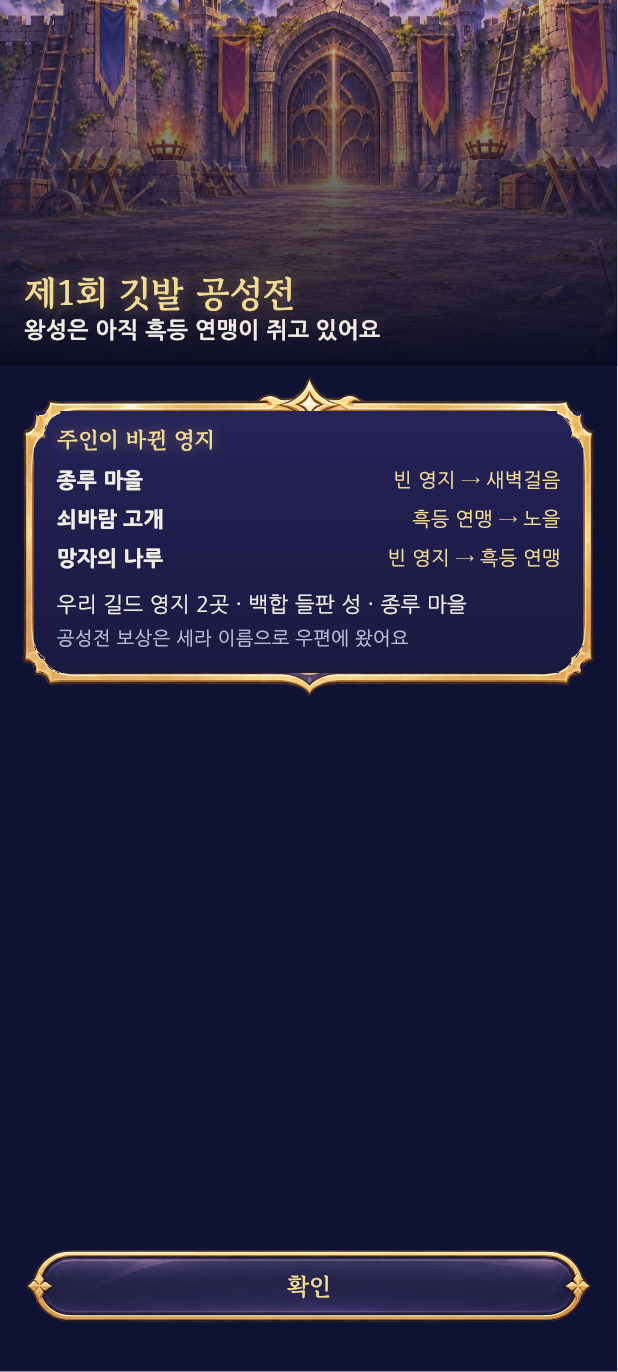 제1회 깃발 공성전
왕성은 아직 흑등 연맹이 쥐고 있어요
주인이 바뀐 영지
종루 마을 빈 영지 → 새벽걸음
쇠바람 고개 흑등 연맹 → 노을
망자의 나루 빈 영지 → 흑등 연맹
우리 길드 영지 2곳 · 백합 들판 성 · 종루 마을
공성전 보상은 세라 이름으로 우편에 왔어요
확인